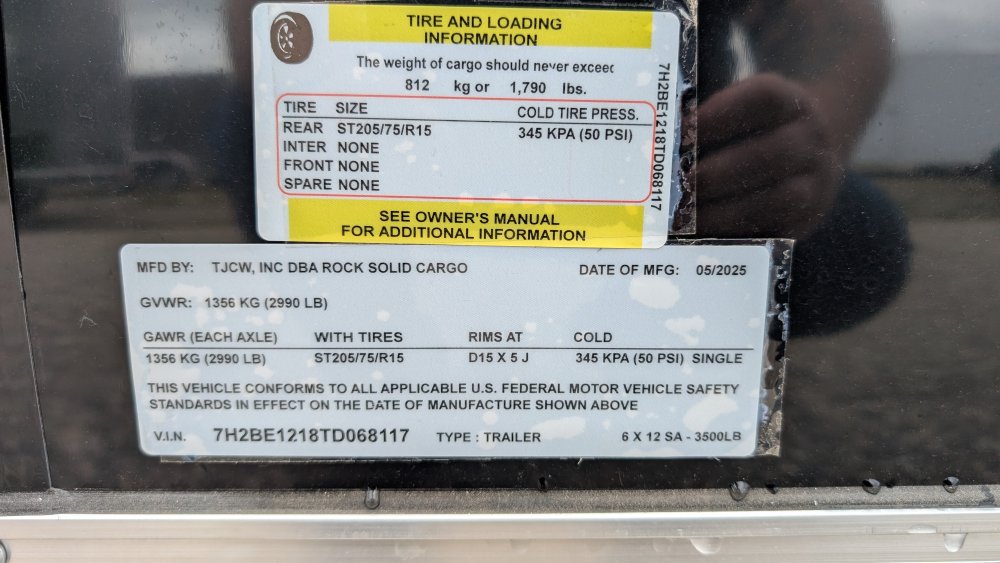 TIRE AND LOADING
INFORMATION
The weight of cargo should never exceed
812 kg or 1,790 lbs.
TIRE SIZE COLD TIRE PRESS.
REAR ST205/75/R15 345 KPA (50 PSI)
INTER NONE
FRONT NONE
SPARE NONE
SEE OWNER'S MANUAL
FOR ADDITIONAL INFORMATION
7H2BE1218TD068117
MFD BY: TJCW, INC DBA ROCK SOLID CARGO DATE OF MFG: 05/2025
GVWR: 1356 KG (2990 LB)
GAWR (EACH AXLE) WITH TIRES RIMS AT COLD
1356 KG (2990 LB) ST205/75/R15 D15 X 5 J 345 KPA (50 PSI) SINGLE
THIS VEHICLE CONFORMS TO ALL APPLICABLE U.S. FEDERAL MOTOR VEHICLE SAFETY
STANDARDS IN EFFECT ON THE DATE OF MANUFACTURE SHOWN ABOVE
V.I.N. 7H2BE1218TD068117 TYPE : TRAILER 6 X 12 SA - 3500LB